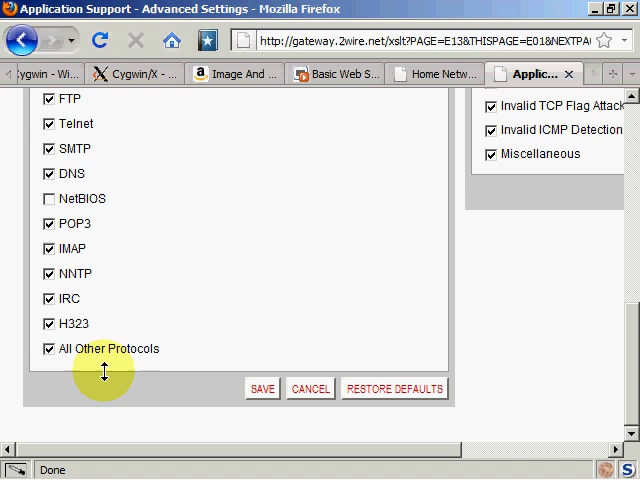 Application Support - Advanced Settings - Mozilla Firefox
http://gateway.2wire.net/xslt?PAGE=E13&THISPAGE=E01&NEXTPAG
Cygwin - Wi...
Cygwin/X - ...
Image And ...
Basic Web S...
Home Netw...
Applic...
FTP
Telnet
SMTP
DNS
NetBIOS
POP3
IMAP
NNTP
IRC
H323
All Other Protocols
SAVE
CANCEL
RESTORE DEFAULTS
Invalid TCP Flag Attack
Invalid ICMP Detection
Miscellaneous
Done
S